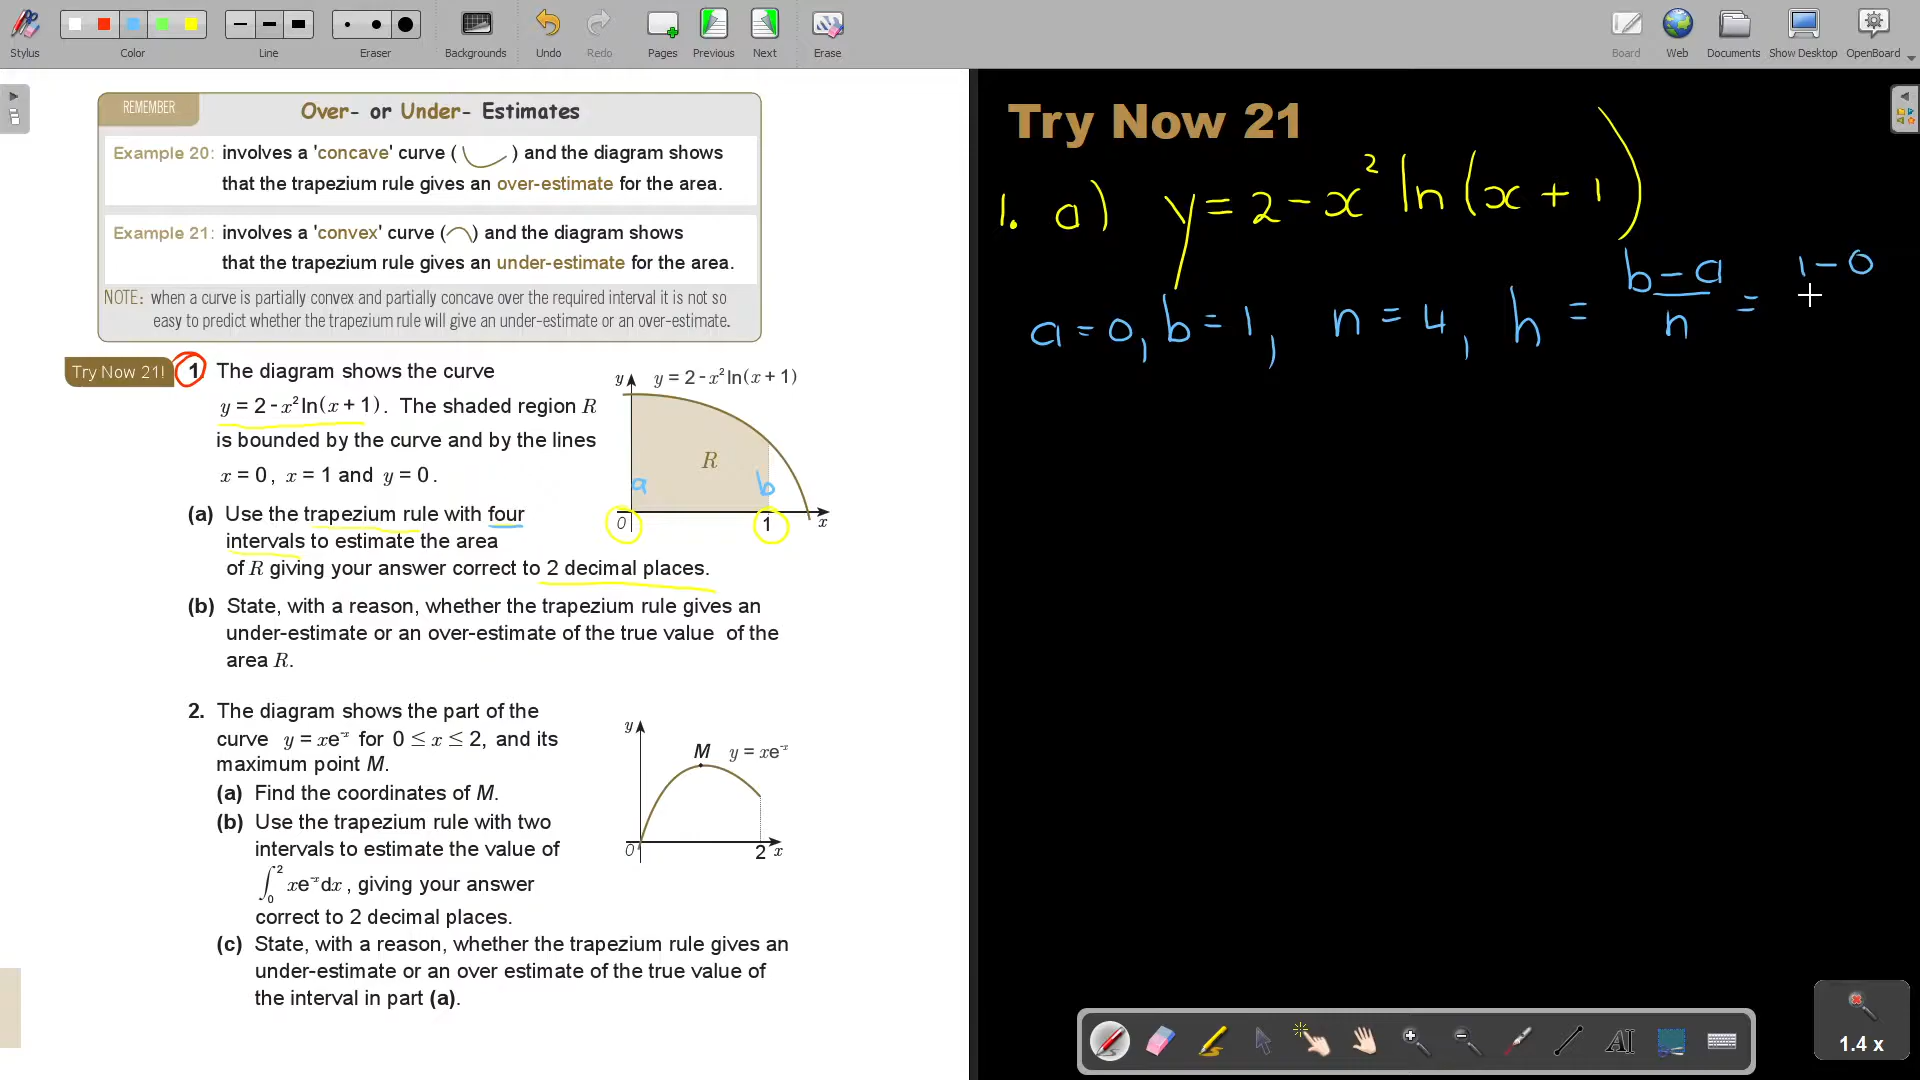 Stylus Color Line Eraser Backgrounds Undo Redo Pages Previous Next Erase Board Web Documents Show Desktop OpenBoard
REMEMBER
Over- or Under- Estimates
Example 20: involves a 'concave' curve ( ) and the diagram shows
that the trapezium rule gives an over-estimate for the area.
Example 21: involves a 'convex' curve ( ) and the diagram shows
that the trapezium rule gives an under-estimate for the area.
NOTE: when a curve is partially convex and partially concave over the required interval it is not so
easy to predict whether the trapezium rule will give an under-estimate or an over-estimate.
Try Now 21! 1 The diagram shows the curve
y = 2 - x² ln(x + 1). The shaded region R
is bounded by the curve and by the lines
x = 0, x = 1 and y = 0.
y
y = 2 - x² ln(x + 1)
R
a b
0 1 x
(a) Use the trapezium rule with four
intervals to estimate the area
of R giving your answer correct to 2 decimal places.
(b) State, with a reason, whether the trapezium rule gives an
under-estimate or an over-estimate of the true value of the
area R.
2. The diagram shows the part of the
curve y = xe⁻ˣ for 0 ≤ x ≤ 2, and its
maximum point M.
(a) Find the coordinates of M.
(b) Use the trapezium rule with two
intervals to estimate the value of
∫₀² xe⁻ˣdx, giving your answer
correct to 2 decimal places.
(c) State, with a reason, whether the trapezium rule gives an
under-estimate or an over estimate of the true value of
the interval in part (a).
y
M y = xe⁻ˣ
0 2 x
Try Now 21
1. a) y = 2 - x² ln(x + 1)
a = 0, b = 1, n = 4, h = (b - a)/n = 1 - 0
AI
1.4 x